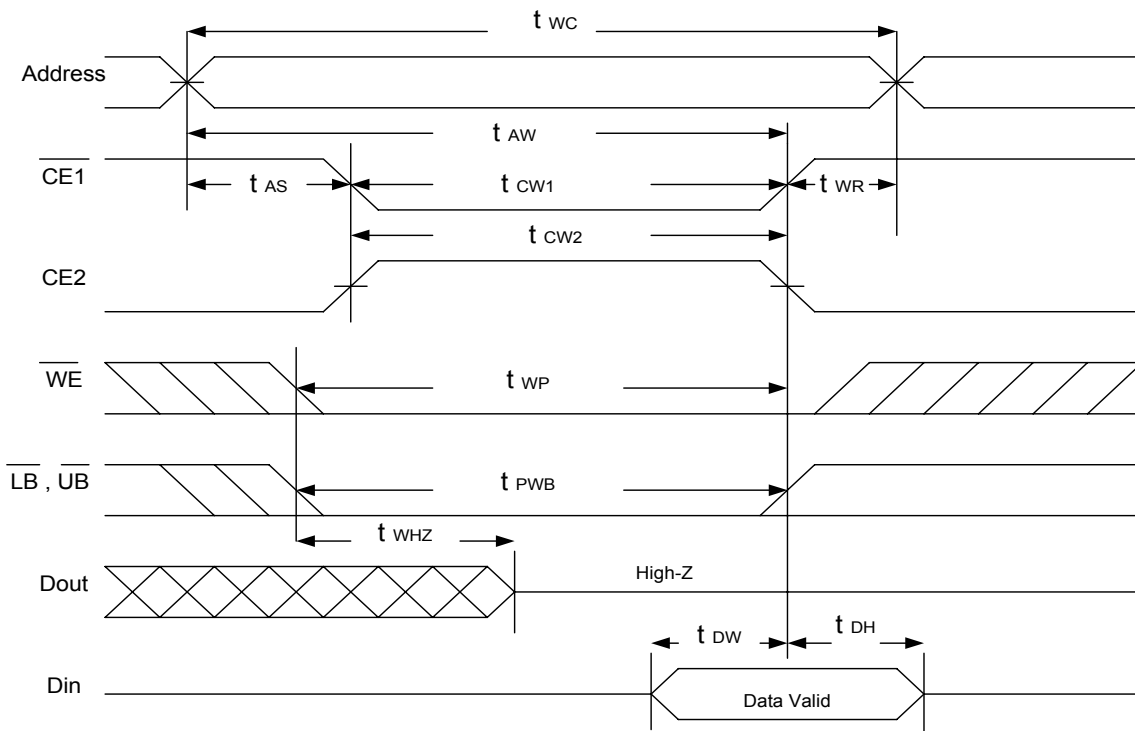 t WC
Address
t AW
CE1
t AS
t CW1
t WR
t CW2
CE2
WE
t WP
LB , UB
t PWB
t WHZ
Dout
High-Z
t DW
t DH
Din
Data Valid